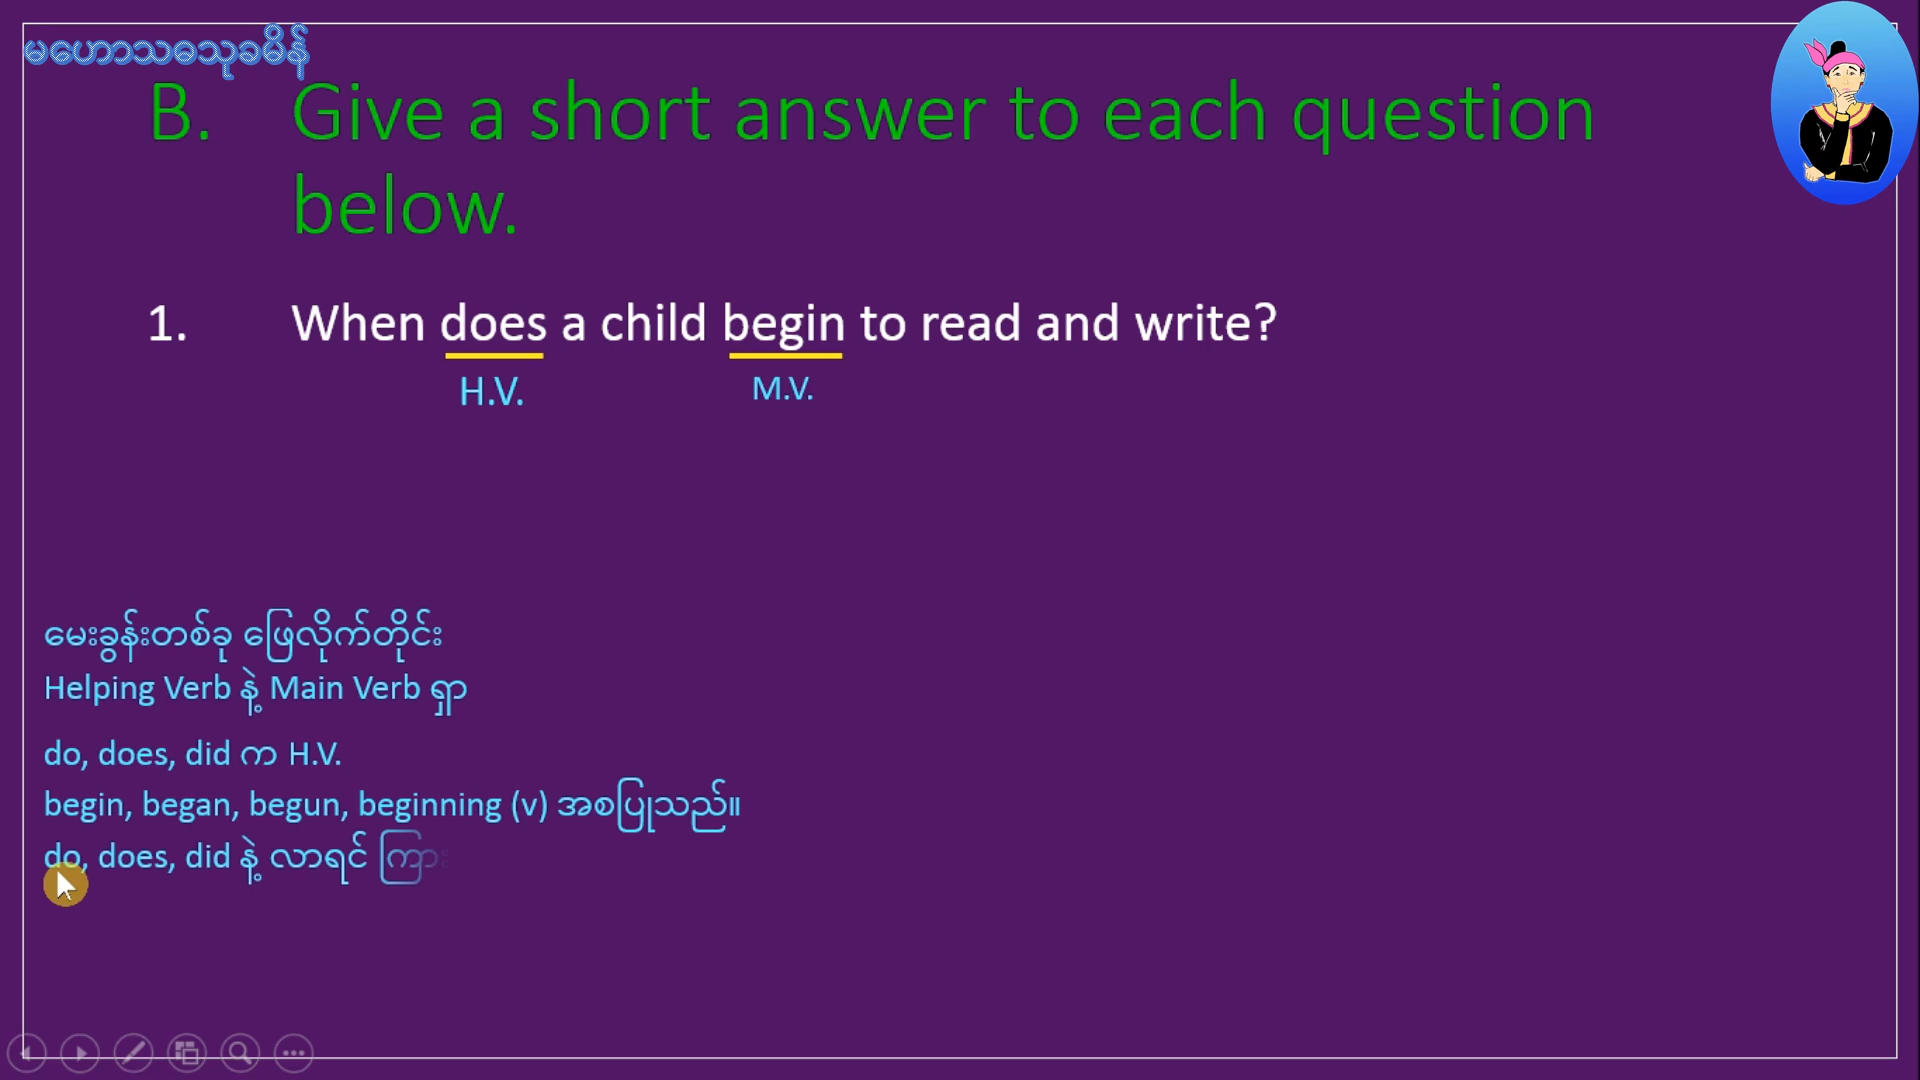 မဟောသဓသုခမိန်
B. Give a short answer to each question
below.
1. When does a child begin to read and write?
H.V. M.V.
မေးခွန်းတစ်ခု ဖြေလိုက်တိုင်း
Helping Verb နဲ့ Main Verb ရှာ
do, does, did က H.V.
begin, began, begun, beginning (v) အစပြုသည်။
do, does, did နဲ့ လာရင်